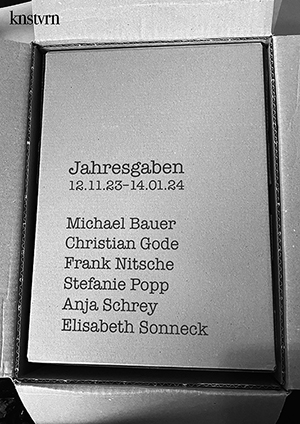 knstvrn
Jahresgaben
12.11.23–14.01.24
Michael Bauer
Christian Gode
Frank Nitsche
Stefanie Popp
Anja Schrey
Elisabeth Sonneck